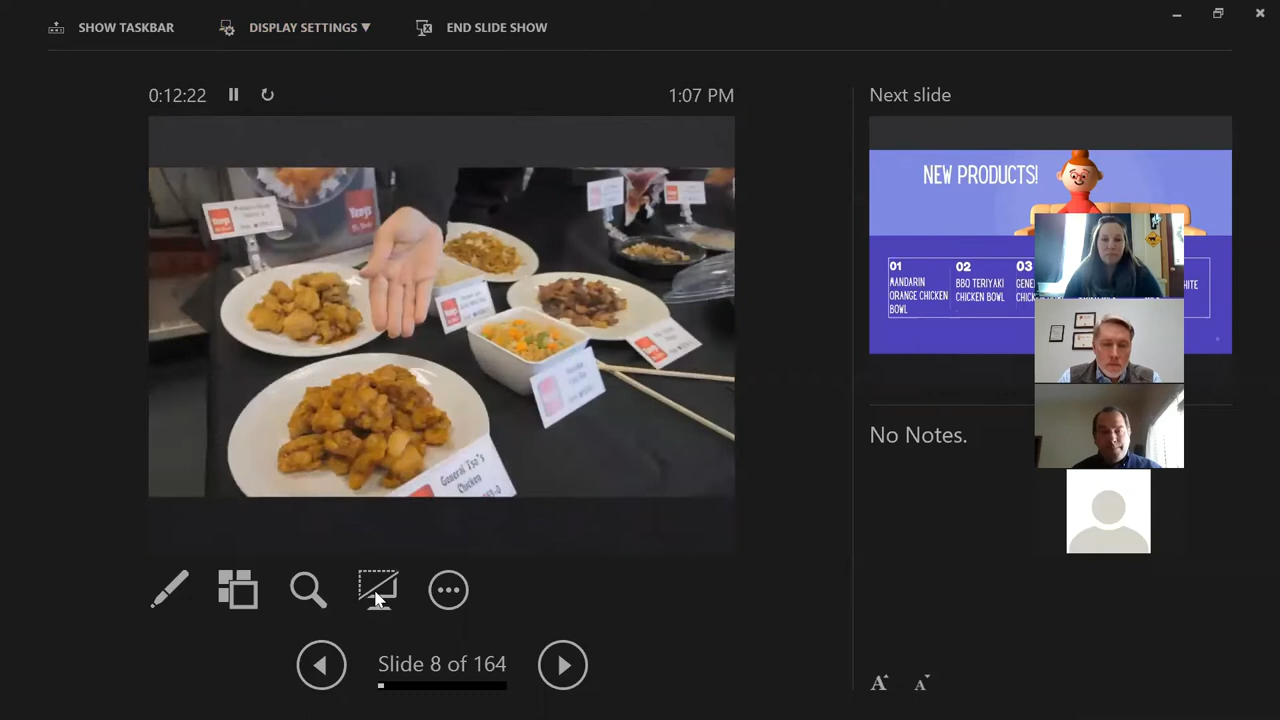 SHOW TASKBAR
DISPLAY SETTINGS ▼
END SLIDE SHOW
0:12:22
1:07 PM
Next slide
NEW PRODUCTS!
01
MANDARIN
ORANGE CHICKEN
BOWL
02
BBQ TERIYAKI
CHICKEN BOWL
03
Yang's
General Tso's
Chicken
No Notes.
Slide 8 of 164
A A